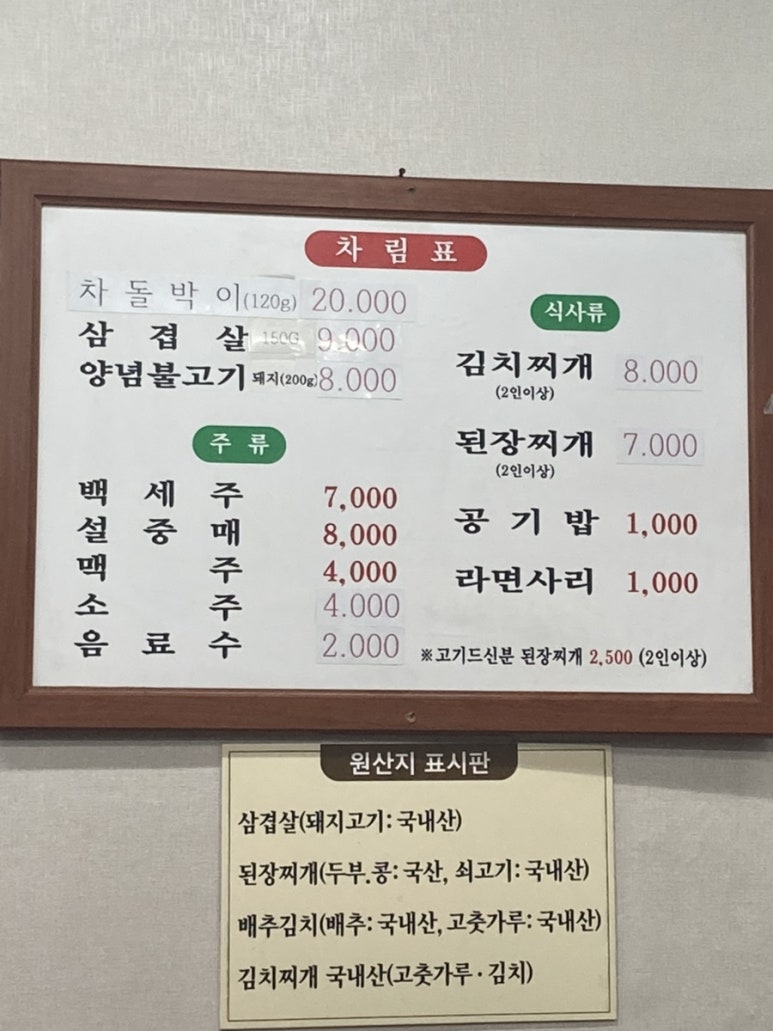 차림표
차돌박이(120g) 20.000
삼겹살 150G 9.000
양념불고기 돼지(200g) 8.000
주류
백세주 7,000
설중매 8,000
맥주 4,000
소주 4.000
음료수 2.000
식사류
김치찌개 8.000
(2인이상)
된장찌개 7.000
(2인이상)
공기밥 1,000
라면사리 1,000
※고기드신분 된장찌개 2,500 (2인이상)
원산지 표시판
삼겹살(돼지고기: 국내산)
된장찌개(두부.콩: 국산, 쇠고기: 국내산)
배추김치(배추: 국내산, 고춧가루: 국내산)
김치찌개 국내산(고춧가루 · 김치)